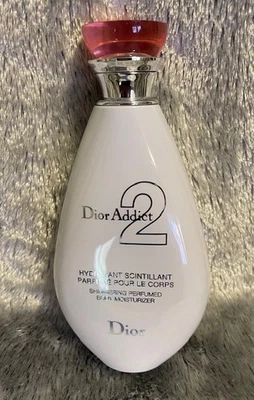 Dior Addict 2
HYDRATANT SCINTILLANT
PARFUMÉ POUR LE CORPS
SHIMMERING PERFUMED
BODY MOISTURIZER
Dior